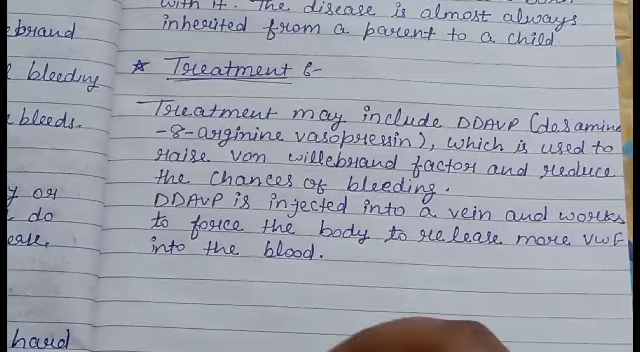 with it. The disease is almost always
inherited from a parent to a child
ebrand
* Treatment :-
bleeding
Treatment may include DDAVP (desamino
bleeds.
-8-arginine vasopressin), which is used to
raise von willebrand factor and reduce
the chances of bleeding.
y or
DDAVP is injected into a vein and works
do
to force the body to release more VWF
ease.
into the blood.
hard